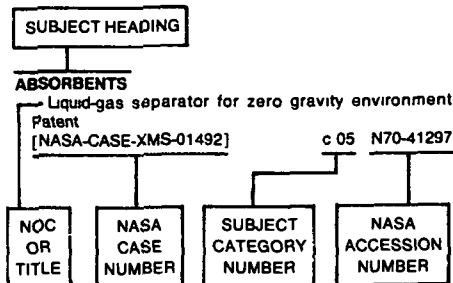 SUBJECT HEADING
ABSORBENTS
Liquid-gas separator for zero gravity environment
Patent
[NASA-CASE-XMS-01492] c 05 N70-41297
NOC OR TITLE
NASA CASE NUMBER
SUBJECT CATEGORY NUMBER
NASA ACCESSION NUMBER